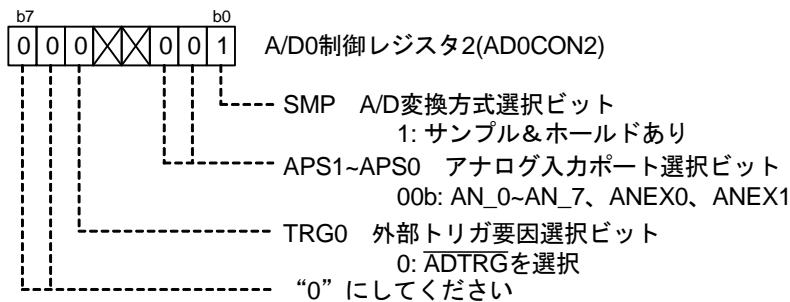 b7 b0
0 0 0 X X 0 0 1 A/D0制御レジスタ2(AD0CON2)
SMP A/D変換方式選択ビット
1: サンプル＆ホールドあり
APS1~APS0 アナログ入力ポート選択ビット
00b: AN_0~AN_7、ANEX0、ANEX1
TRG0 外部トリガ要因選択ビット
0: ADTRGを選択
“0”にしてください